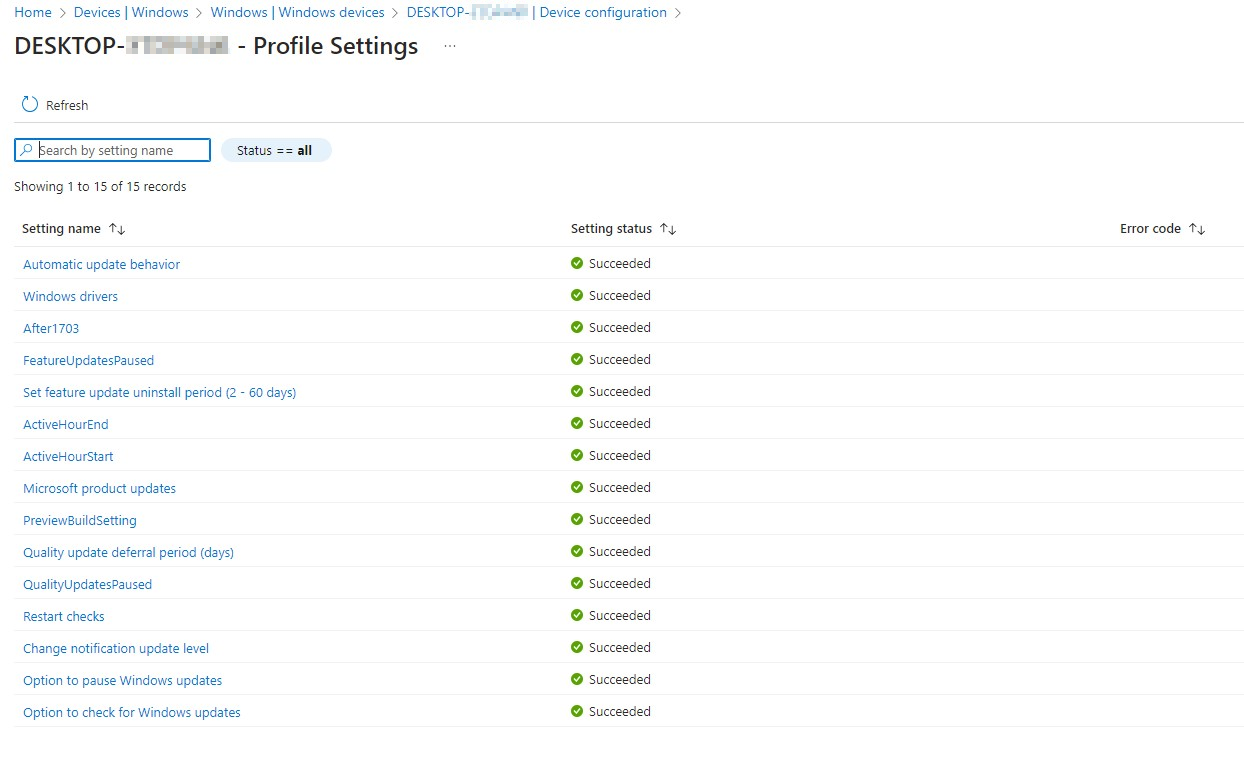 Home > Devices | Windows > Windows | Windows devices > DESKTOP- | Device configuration >
DESKTOP- - Profile Settings ...
Refresh
Search by setting name Status == all
Showing 1 to 15 of 15 records
Setting name ↑↓ Setting status ↑↓ Error code ↑↓
Automatic update behavior Succeeded
Windows drivers Succeeded
After1703 Succeeded
FeatureUpdatesPaused Succeeded
Set feature update uninstall period (2 - 60 days) Succeeded
ActiveHourEnd Succeeded
ActiveHourStart Succeeded
Microsoft product updates Succeeded
PreviewBuildSetting Succeeded
Quality update deferral period (days) Succeeded
QualityUpdatesPaused Succeeded
Restart checks Succeeded
Change notification update level Succeeded
Option to pause Windows updates Succeeded
Option to check for Windows updates Succeeded